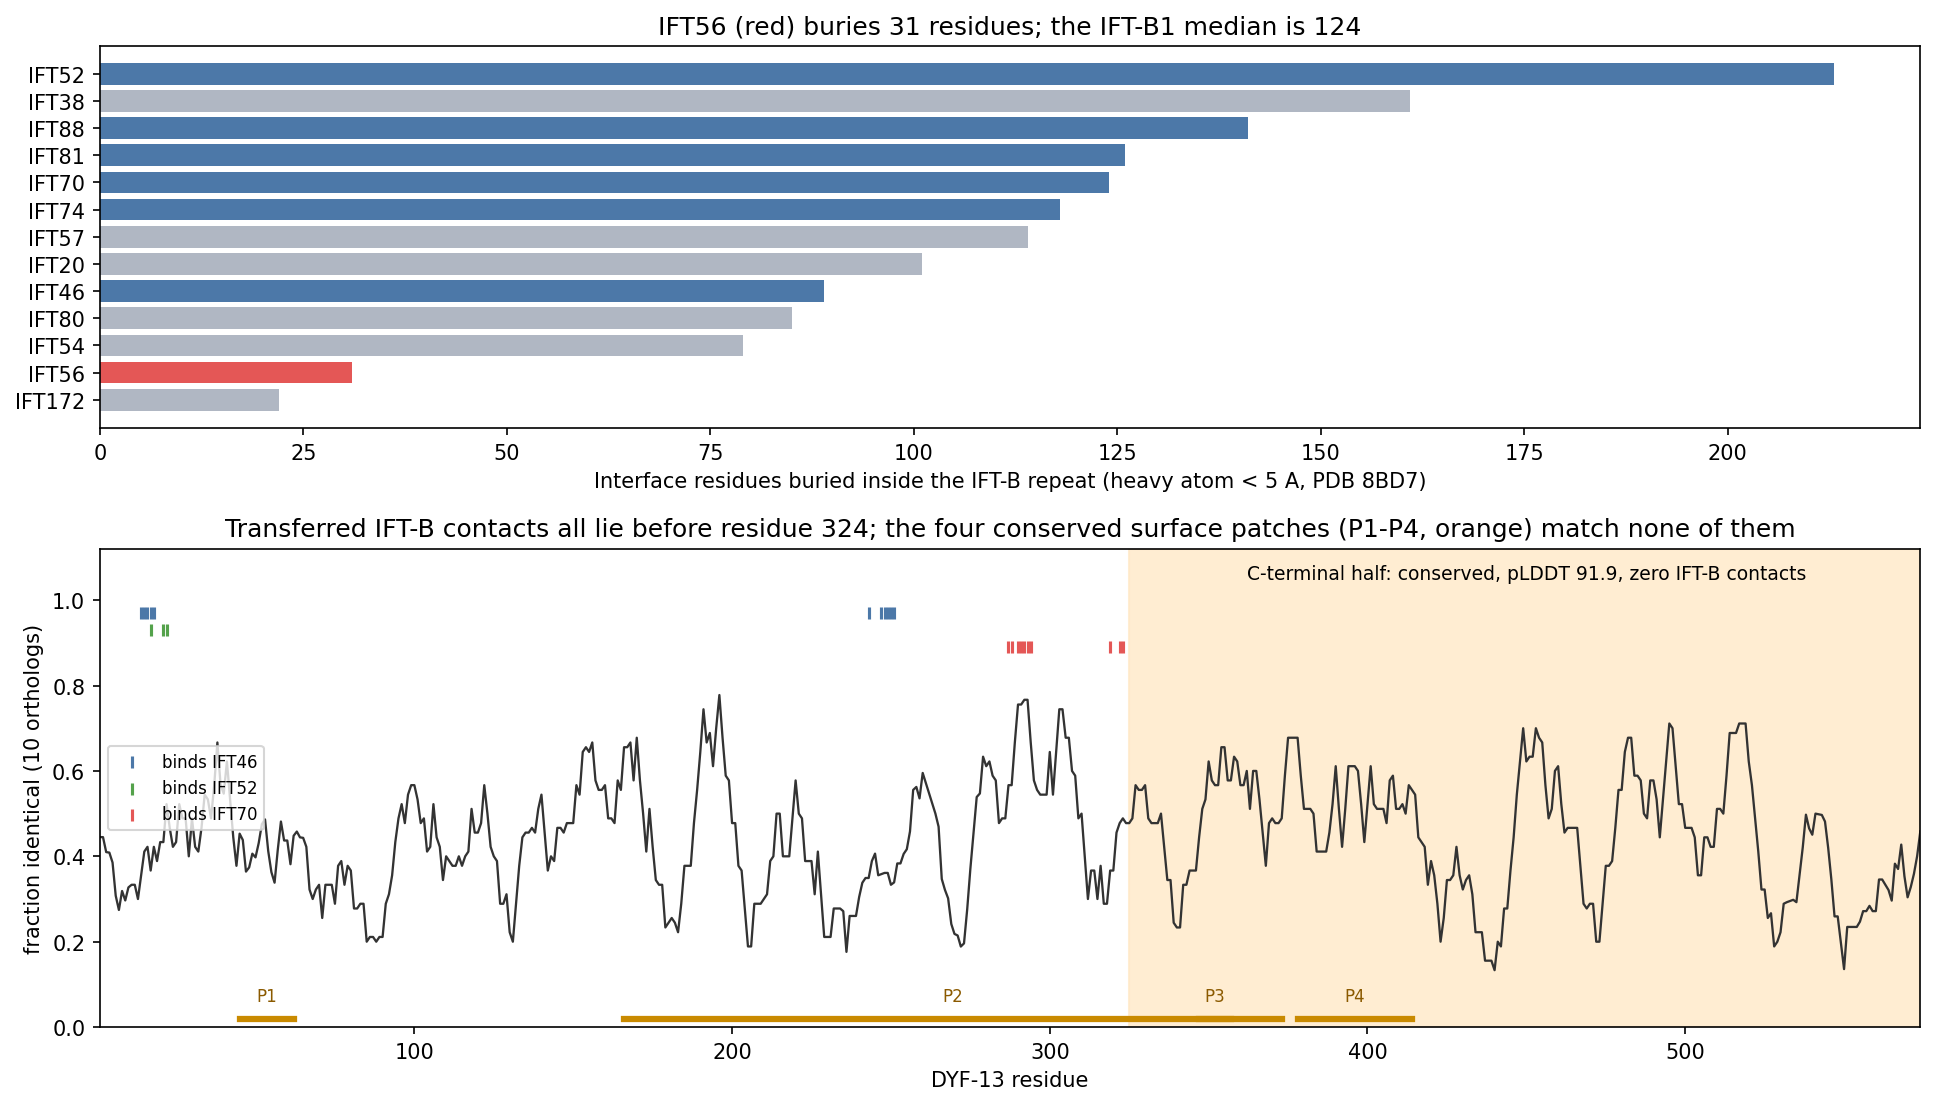 IFT56 (red) buries 31 residues; the IFT-B1 median is 124
IFT52
IFT38
IFT88
IFT81
IFT70
IFT74
IFT57
IFT20
IFT46
IFT80
IFT54
IFT56
IFT172
0 25 50 75 100 125 150 175 200
Interface residues buried inside the IFT-B repeat (heavy atom < 5 A, PDB 8BD7)
Transferred IFT-B contacts all lie before residue 324; the four conserved surface patches (P1-P4, orange) match none of them
C-terminal half: conserved, pLDDT 91.9, zero IFT-B contacts
fraction identical (10 orthologs)
1.0
0.8
0.6
0.4
0.2
0.0
binds IFT46
binds IFT52
binds IFT70
P1 P2 P3 P4
100 200 300 400 500
DYF-13 residue